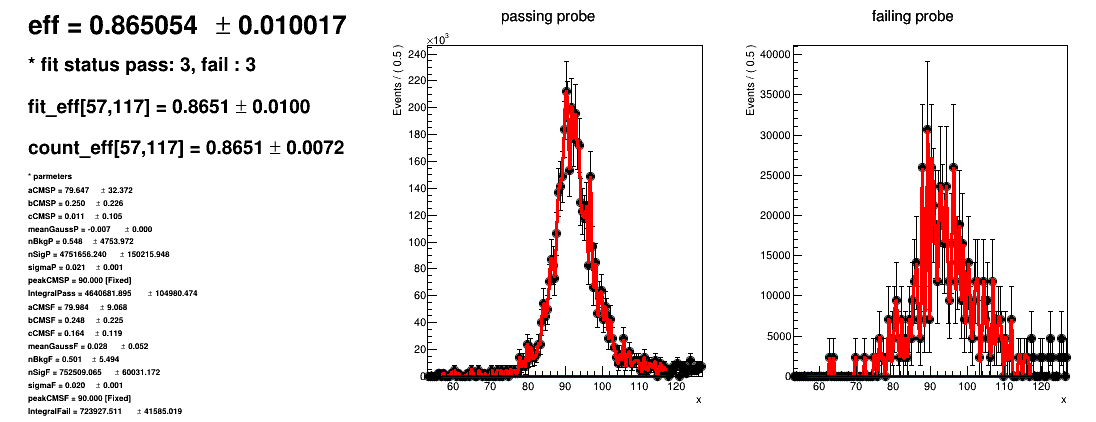 eff = 0.865054 ± 0.010017
* fit status pass: 3, fail : 3
fit_eff[57,117] = 0.8651 ± 0.0100
count_eff[57,117] = 0.8651 ± 0.0072
* parmeters
aCMSP = 79.647 ± 32.372
bCMSP = 0.250 ± 0.226
cCMSP = 0.011 ± 0.105
meanGaussP = -0.007 ± 0.000
nBkgP = 0.548 ± 4753.972
nSigP = 4751656.240 ± 150215.948
sigmaP = 0.021 ± 0.001
peakCMSP = 90.000 [Fixed]
IntegralPass = 4640681.895 ± 104980.474
aCMSF = 79.984 ± 9.068
bCMSF = 0.248 ± 0.225
cCMSF = 0.164 ± 0.119
meanGaussF = 0.028 ± 0.052
nBkgF = 0.501 ± 5.494
nSigF = 752509.065 ± 60031.172
sigmaF = 0.020 ± 0.001
peakCMSF = 90.000 [Fixed]
IntegralFail = 723927.511 ± 41585.019
passing probe
×10³
Events / ( 0.5 )
240
220
200
180
160
140
120
100
80
60
40
20
0
60 70 80 90 100 110 120
x
failing probe
Events / ( 0.5 )
40000
35000
30000
25000
20000
15000
10000
5000
0
60 70 80 90 100 110 120
x